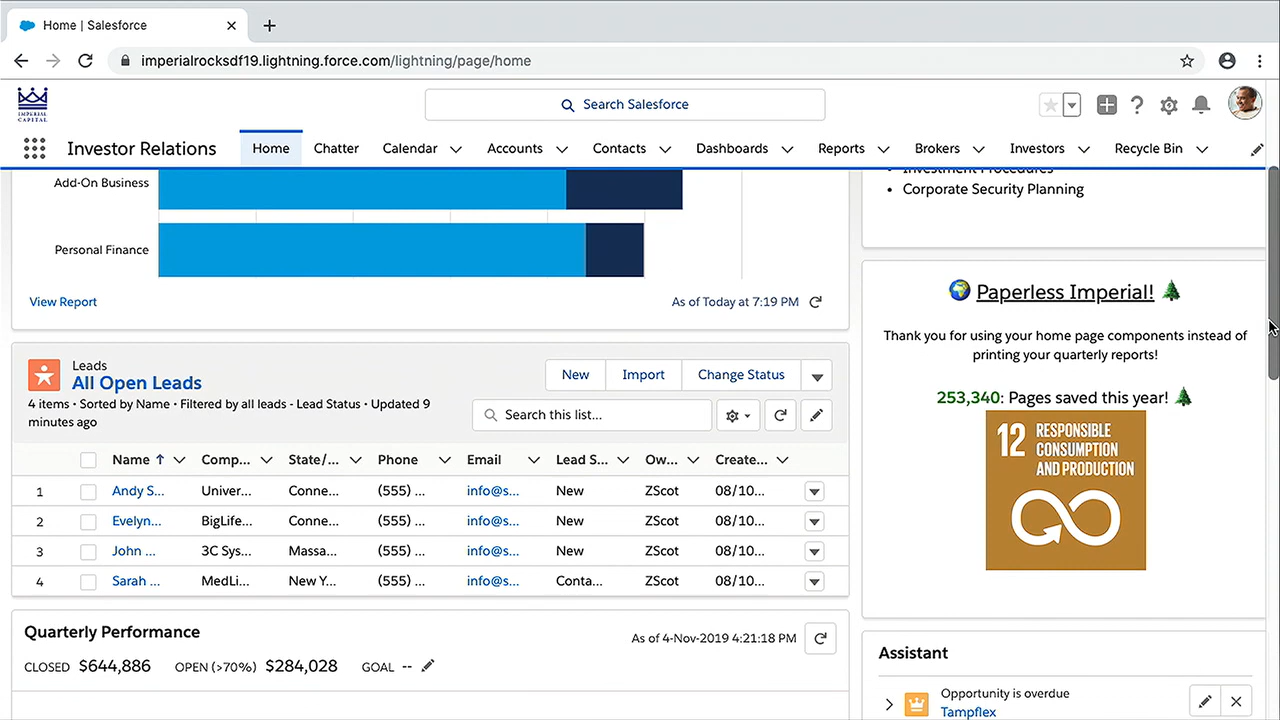 Home | Salesforce
imperialrocksdf19.lightning.force.com/lightning/page/home
IMPERIAL
CAPITAL
Search Salesforce
Investor Relations Home Chatter Calendar Accounts Contacts Dashboards Reports Brokers Investors Recycle Bin
Add-On Business
Personal Finance
View Report As of Today at 7:19 PM
Leads
All Open Leads
New Import Change Status
4 items • Sorted by Name • Filtered by all leads - Lead Status • Updated 9
minutes ago
Search this list...
Name Comp... State/... Phone Email Lead S... Ow... Create...
1 Andy S... Univer... Conne... (555) ... info@s... New ZScot 08/10...
2 Evelyn... BigLife... Conne... (555) ... info@s... New ZScot 08/10...
3 John ... 3C Sys... Massa... (555) ... info@s... New ZScot 08/10...
4 Sarah ... MedLi... New Y... (555) ... info@s... Conta... ZScot 08/10...
Quarterly Performance
As of 4-Nov-2019 4:21:18 PM
CLOSED $644,886 OPEN (>70%) $284,028 GOAL --
• Investment Procedures
• Corporate Security Planning
Paperless Imperial!
Thank you for using your home page components instead of
printing your quarterly reports!
253,340: Pages saved this year!
12 RESPONSIBLE
CONSUMPTION
AND PRODUCTION
Assistant
Opportunity is overdue
Tampflex